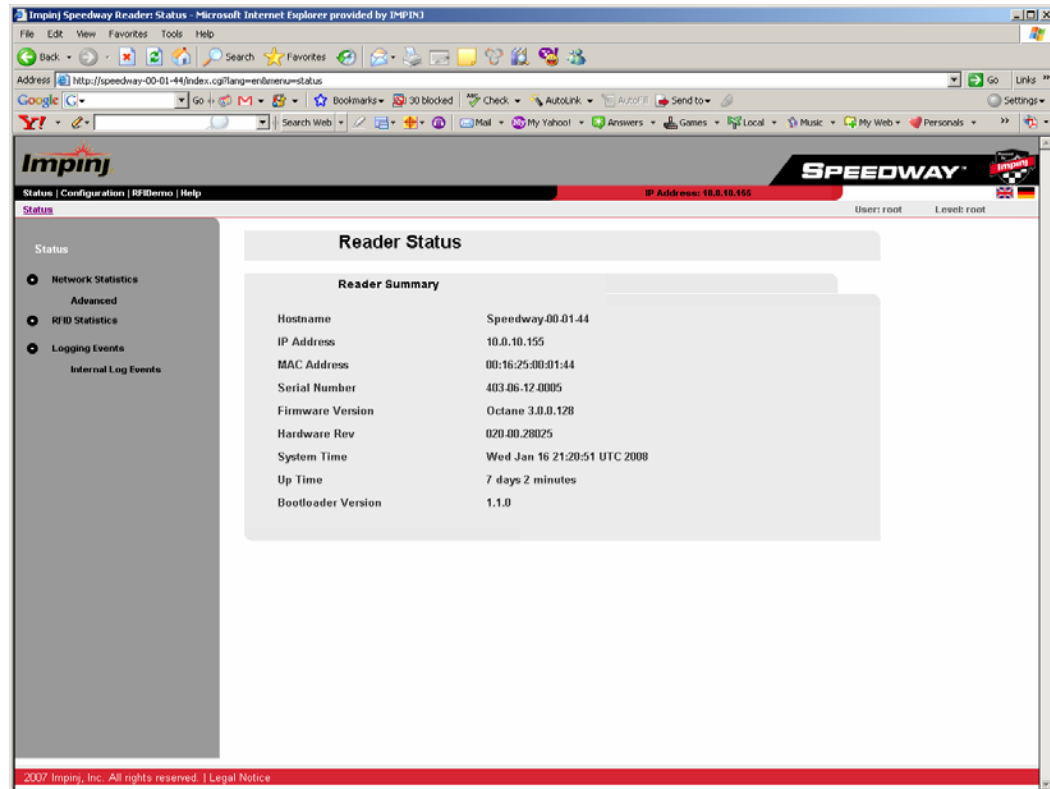 Impinj Speedway Reader: Status - Microsoft Internet Explorer provided by IMPINJ
File Edit View Favorites Tools Help
Back Search Favorites
Address http://speedway-00-01-44/index.cgi?lang=en&menu=status Go Links »
Google G Go M Bookmarks 30 blocked Check AutoLink AutoFill Send to Settings
Y! Search Web Mail My Yahoo! Answers Games Local Music My Web Personals »
Impinj
SPEEDWAY
Impinj
Status | Configuration | RFIDemo | Help IP Address: 10.0.10.155
Status User: root Level: root
Status
Network Statistics
Advanced
RFID Statistics
Logging Events
Internal Log Events
Reader Status
Reader Summary
Hostname Speedway-00-01-44
IP Address 10.0.10.155
MAC Address 00:16:25:00:01:44
Serial Number 403-06-12-0005
Firmware Version Octane 3.0.0.128
Hardware Rev 020-00.28025
System Time Wed Jan 16 21:20:51 UTC 2008
Up Time 7 days 2 minutes
Bootloader Version 1.1.0
2007 Impinj, Inc. All rights reserved. | Legal Notice